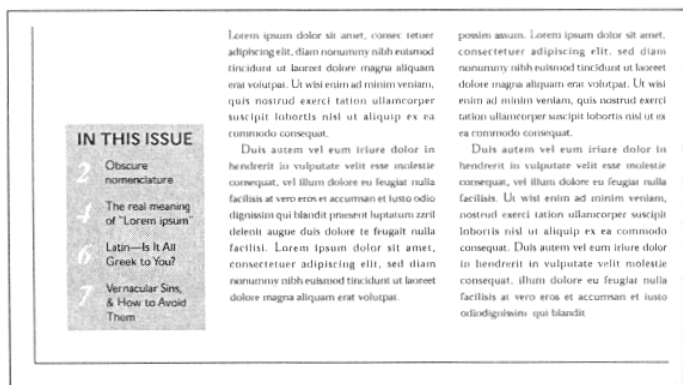 IN THIS ISSUE
2 Obscure
nomenclature
4 The real meaning
of "Lorem ipsum"
6 Latin—Is It All
Greek to You?
7 Vernacular Sins,
& How to Avoid
Them
Lorem ipsum dolor sit amet, consec tetuer
adipiscing elit, diam nonummy nibh euismod
tincidunt ut laoreet dolore magna aliquam
erat volutpat. Ut wisi enim ad minim veniam,
quis nostrud exerci tation ullamcorper
suscipit lobortis nisl ut aliquip ex ea
commodo consequat.
Duis autem vel eum iriure dolor in
hendrerit in vulputate velit esse molestie
consequat, vel illum dolore eu feugiat nulla
facilisis at vero eros et accumsan et iusto odio
dignissim qui blandit praesent luptatum zzril
delenit augue duis dolore te feugait nulla
facilisi. Lorem ipsum dolor sit amet,
consectetuer adipiscing elit, sed diam
nonummy nibh euismod tincidunt ut laoreet
dolore magna aliquam erat volutpat.
possim assum. Lorem ipsum dolor sit amet,
consectetuer adipiscing elit, sed diam
nonummy nibh euismod tincidunt ut laoreet
dolore magna aliquam erat volutpat. Ut wisi
enim ad minim veniam, quis nostrud exerci
tation ullamcorper suscipit lobortis nisl ut ex
ea commodo consequat.
Duis autem vel eum iriure dolor in
hendrerit in vulputate velit esse molestie
consequat, vel illum dolore eu feugiat nulla
facilisis. Ut wisi enim ad minim veniam,
nostrud exerci tation ullamcorper suscipit
lobortis nisl ut aliquip ex ea commodo
consequat. Duis autem vel eum iriure dolor
in hendrerit in vulputate velit molestie
consequat, illum dolore eu feugiat nulla
facilisis at vero eros et accumsan et iusto
odiodignissim qui blandit